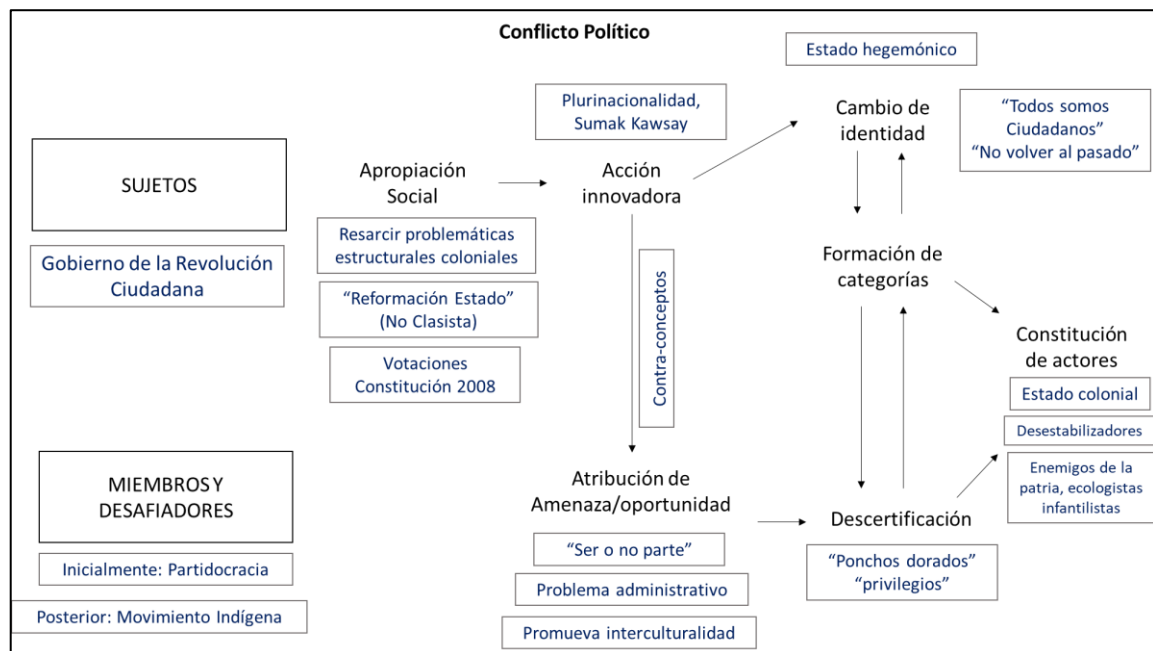 Conflicto Político
Estado hegemónico
Plurinacionalidad,
Sumak Kawsay
Cambio de
identidad
“Todos somos
Ciudadanos”
“No volver al pasado”
SUJETOS
Apropiación
Social
Acción
innovadora
Gobierno de la Revolución
Ciudadana
Resarcir problemáticas
estructurales coloniales
“Reformación Estado”
(No Clasista)
Votaciones
Constitución 2008
Contra-conceptos
Formación de
categorías
Constitución
de actores
Estado colonial
Desestabilizadores
Enemigos de la
patria, ecologistas
infantilistas
MIEMBROS Y
DESAFIADORES
Atribución de
Amenaza/oportunidad
Descertificación
Inicialmente: Partidocracia
Posterior: Movimiento Indígena
“Ser o no parte”
Problema administrativo
Promueva interculturalidad
“Ponchos dorados”
“privilegios”